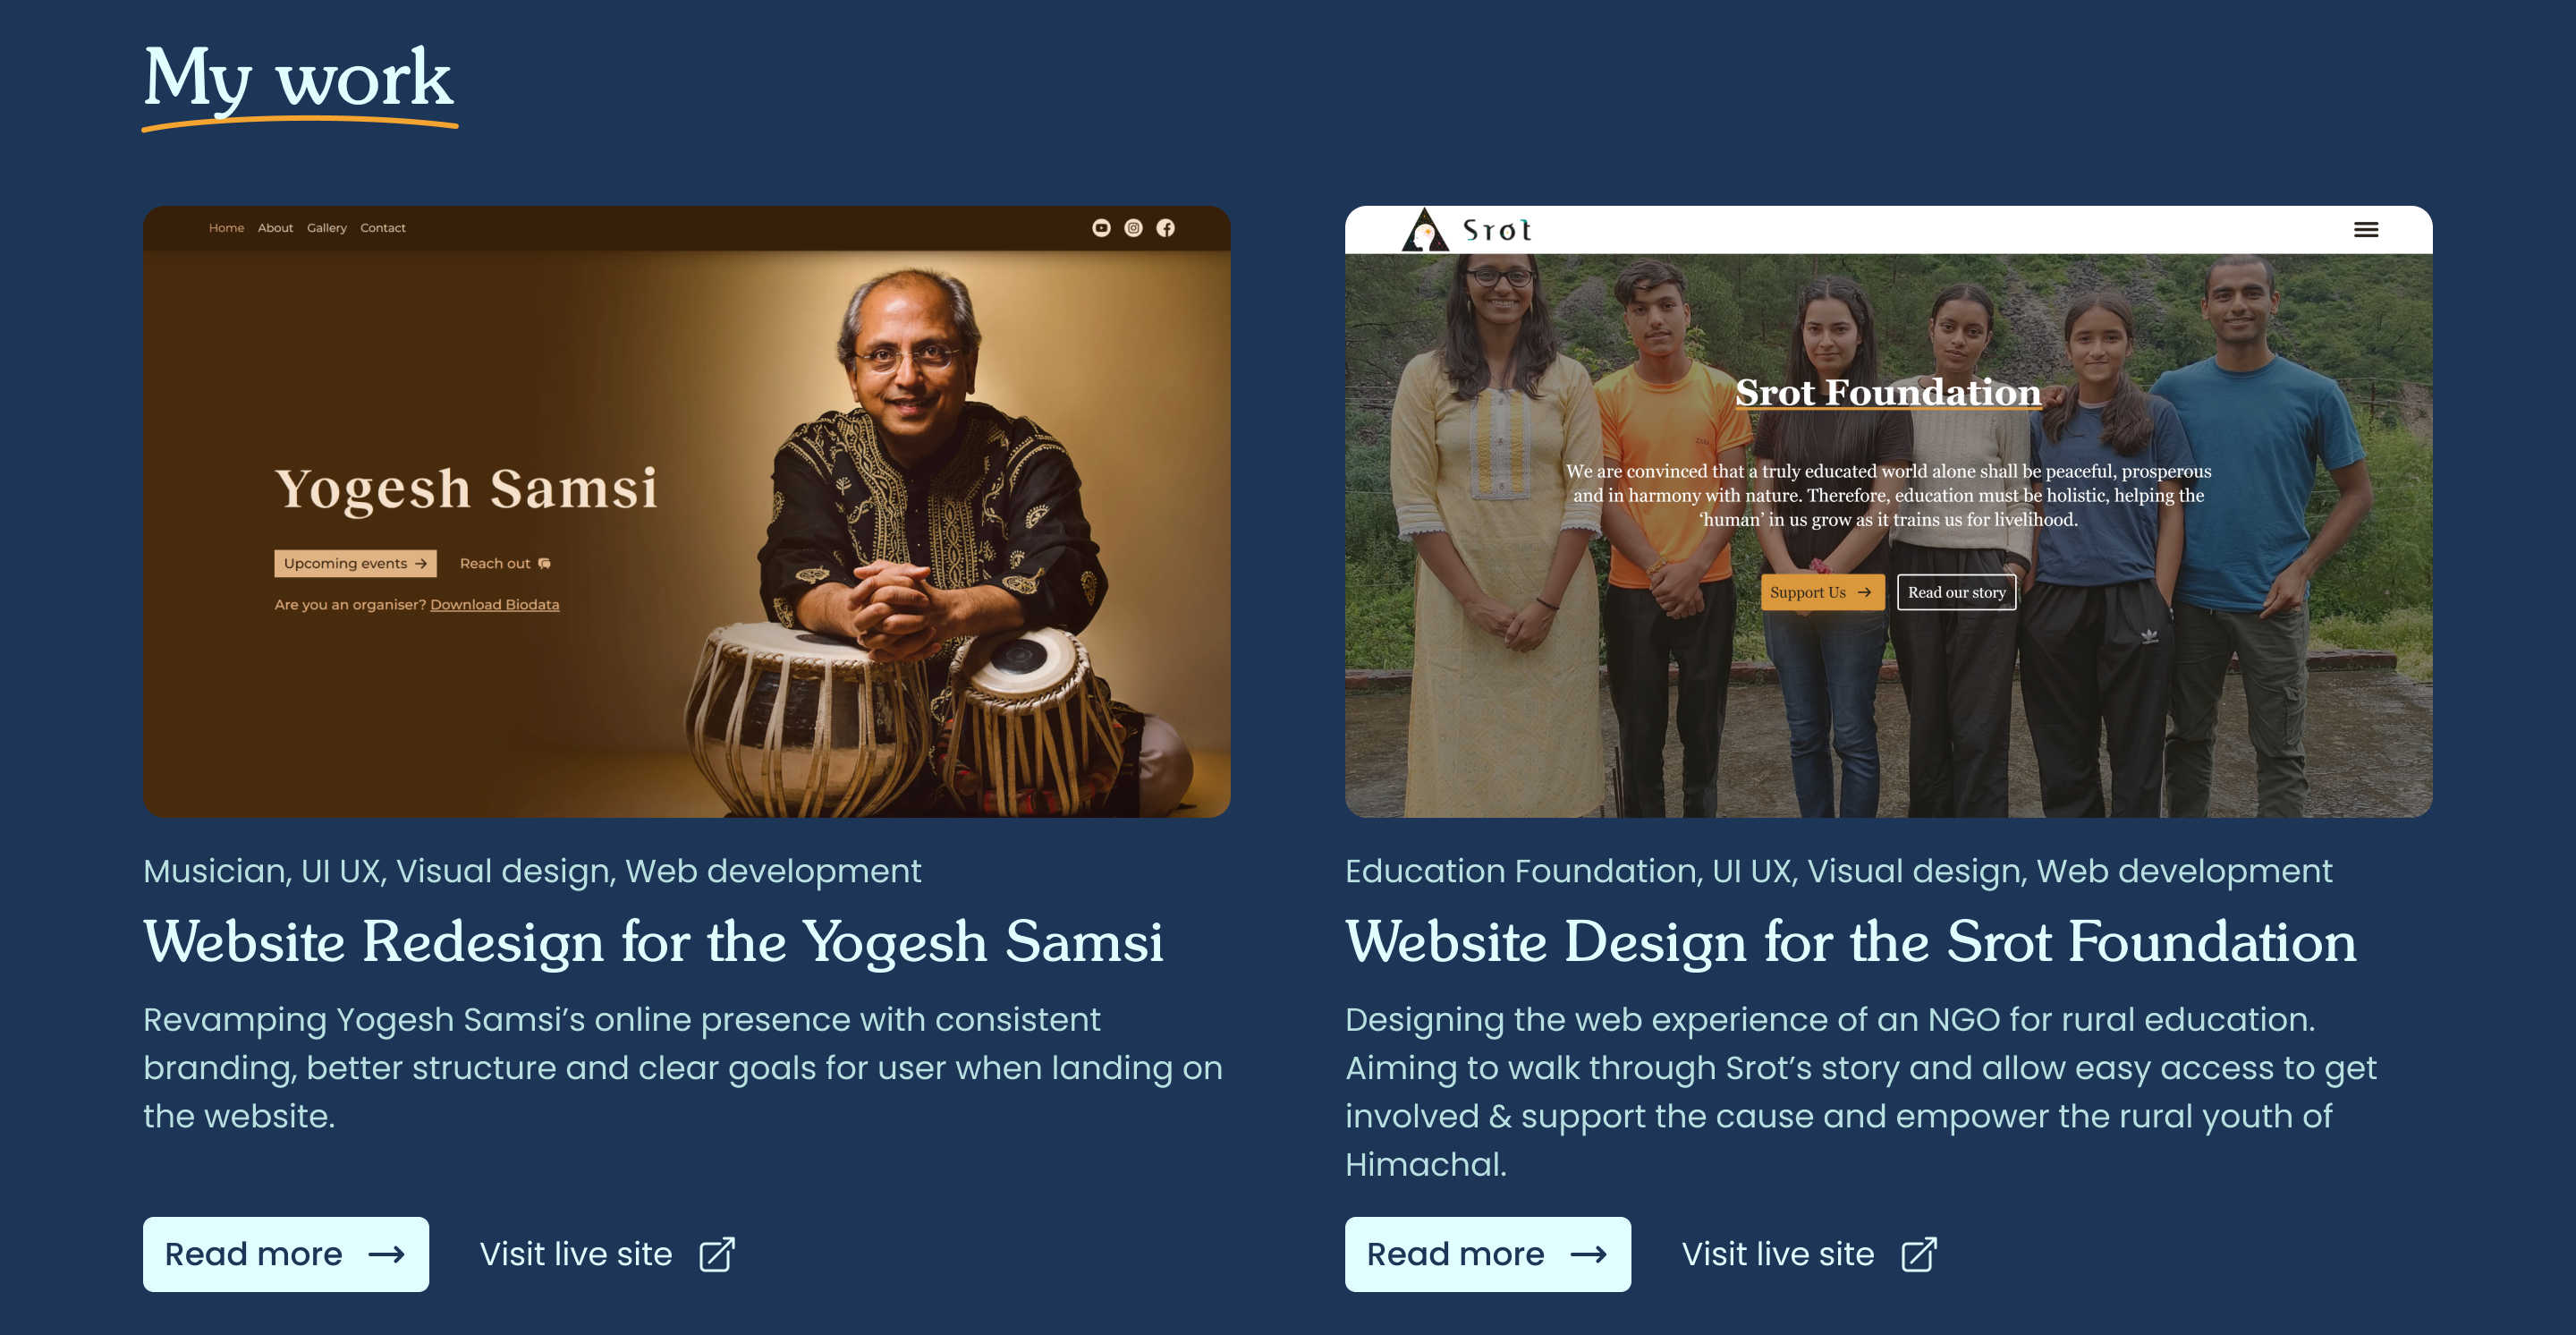 My work
Home About Gallery Contact
Yogesh Samsi
Upcoming events
Reach out
Are you an organiser? Download Biodata
Musician, UI UX, Visual design, Web development
Website Redesign for the Yogesh Samsi
Revamping Yogesh Samsi’s online presence with consistent
branding, better structure and clear goals for user when landing on
the website.
Read more
Visit live site
Srot
Srot Foundation
We are convinced that a truly educated world alone shall be peaceful, prosperous
and in harmony with nature. Therefore, education must be holistic, helping the
‘human’ in us grow as it trains us for livelihood.
Support Us
Read our story
Education Foundation, UI UX, Visual design, Web development
Website Design for the Srot Foundation
Designing the web experience of an NGO for rural education.
Aiming to walk through Srot’s story and allow easy access to get
involved & support the cause and empower the rural youth of
Himachal.
Read more
Visit live site